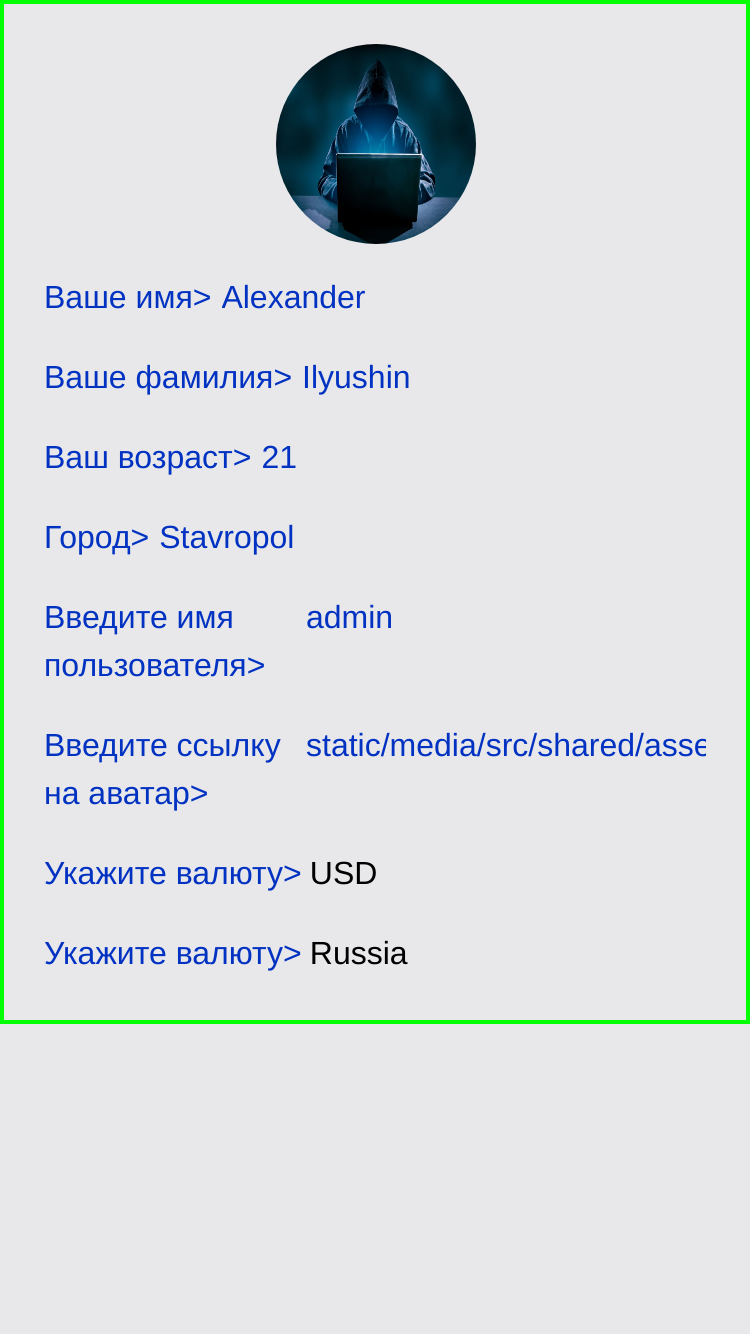 Ваше имя> Alexander
Ваше фамилия> Ilyushin
Ваш возраст> 21
Город> Stavropol
Введите имя admin
пользователя>
Введите ссылку static/media/src/shared/asse
на аватар>
Укажите валюту> USD
Укажите валюту> Russia